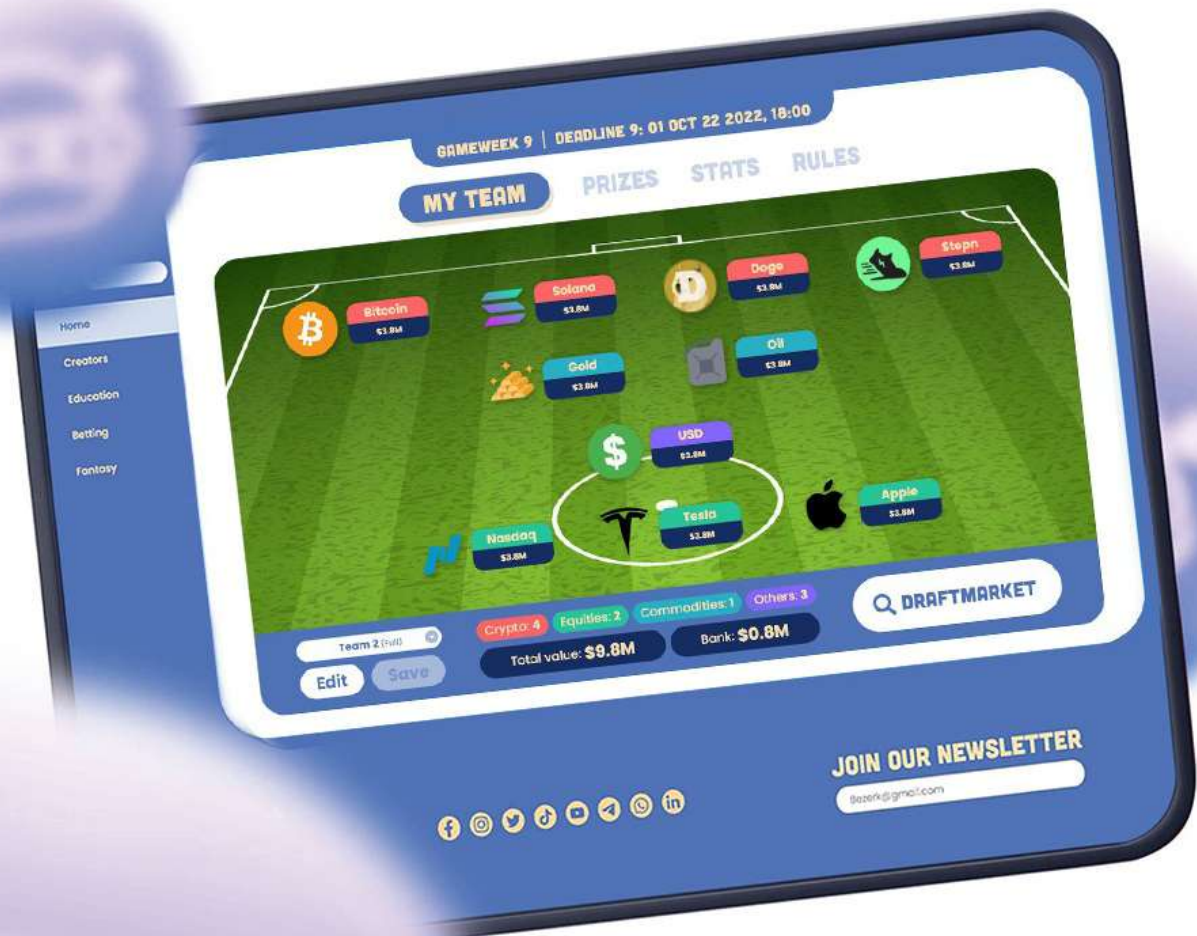 GAMEWEEK 9 | DEADLINE 9: 01 OCT 22 2022, 18:00
MY TEAM PRIZES STATS RULES
Home
Creators
Education
Betting
Fantasy
Bitcoin
$3.8M
Solana
$3.8M
Doge
$3.8M
Stepn
$3.8M
Gold
$3.8M
Oil
$3.8M
USD
$3.8M
Nasdaq
$3.8M
Tesla
$3.8M
Apple
$3.8M
Team 2 (Full)
Edit Save
Crypto: 4 Equities: 2 Commodities: 1 Others: 3
Total value: $9.8M Bank: $0.8M
DRAFTMARKET
JOIN OUR NEWSLETTER
Bezerk@gmail.com